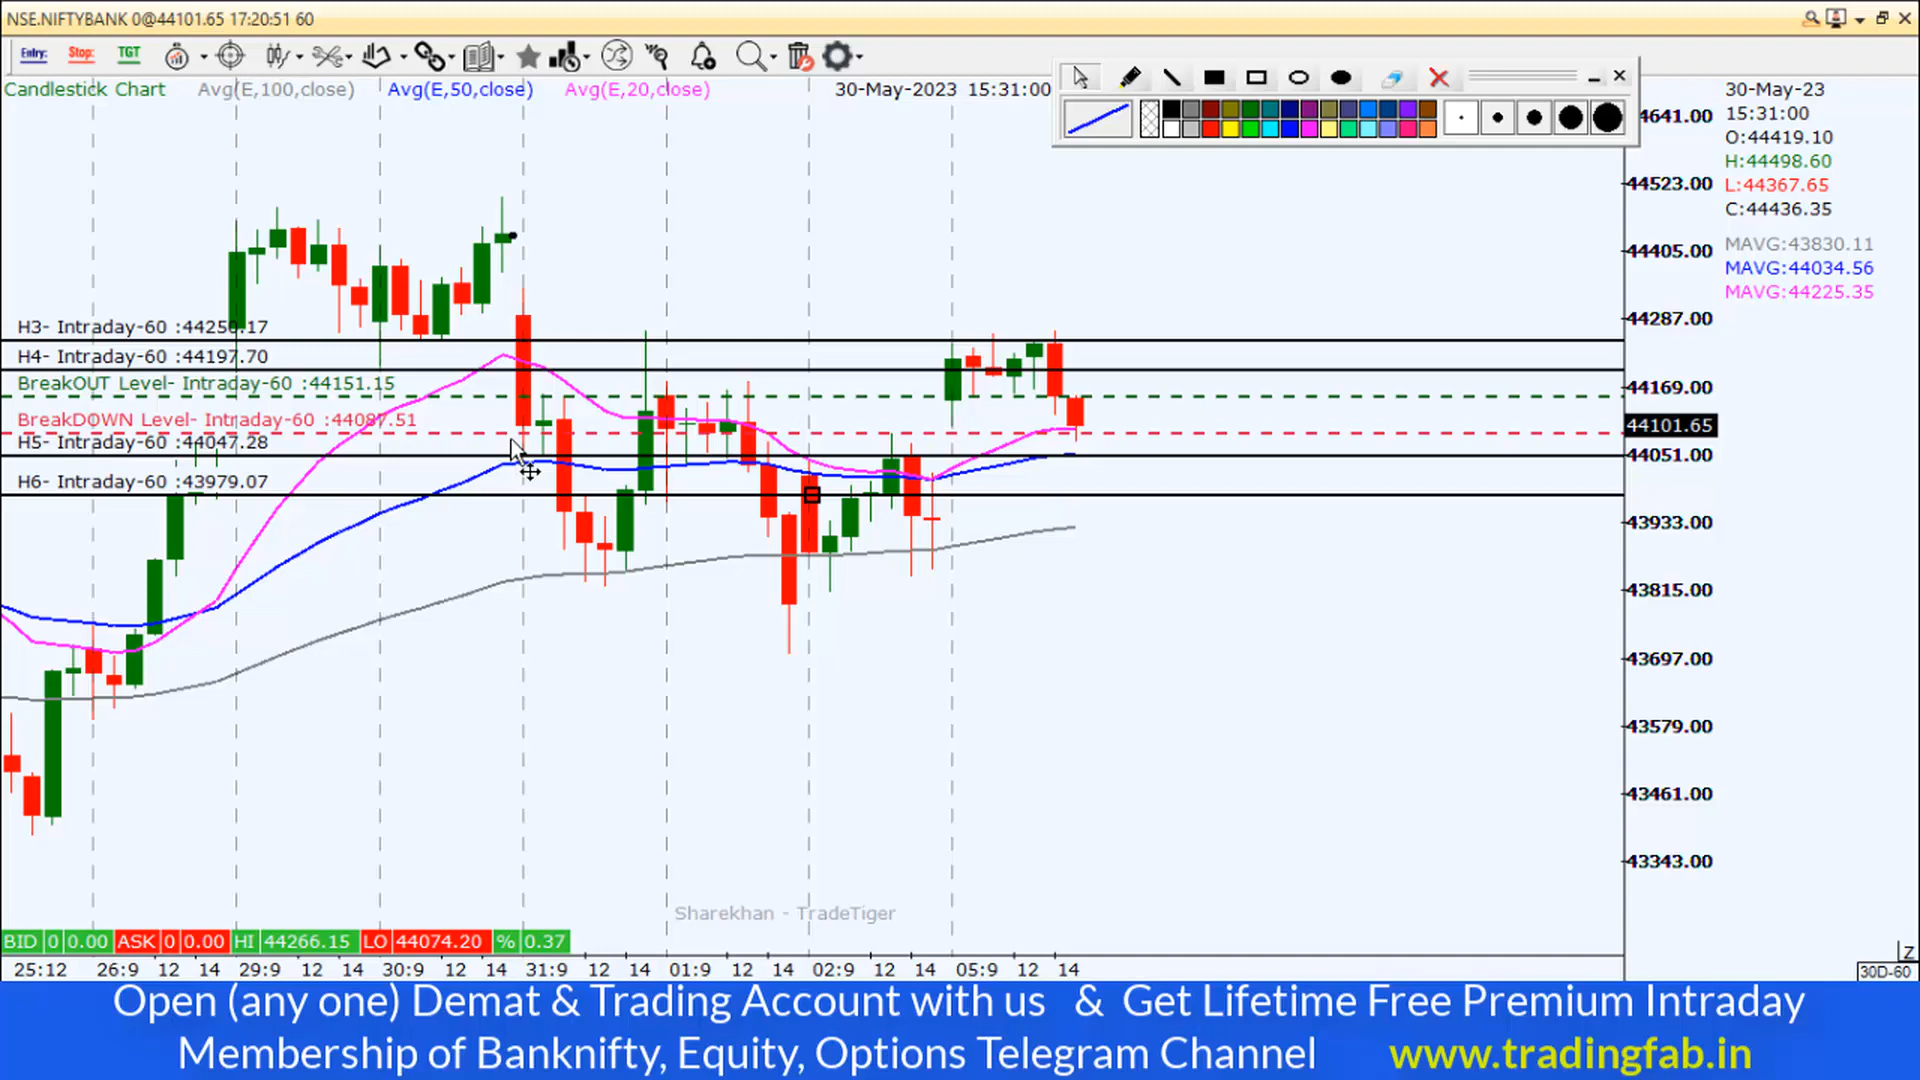 NSE.NIFTYBANK 0@44101.65 17:20:51 60
Entry: Stop: TGT
Candlestick Chart Avg(E,100,close) Avg(E,50,close) Avg(E,20,close) 30-May-2023 15:31:00
30-May-23
15:31:00
O:44419.10
H:44498.60
L:44367.65
C:44436.35
MAVG:43830.11
MAVG:44034.56
MAVG:44225.35
44641.00
44523.00
44405.00
44287.00
44169.00
44101.65
44051.00
43933.00
43815.00
43697.00
43579.00
43461.00
43343.00
H3- Intraday-60 :44250.17
H4- Intraday-60 :44197.70
BreakOUT Level- Intraday-60 :44151.15
BreakDOWN Level- Intraday-60 :44087.51
H5- Intraday-60 :44047.28
H6- Intraday-60 :43979.07
Sharekhan - TradeTiger
BID 0 0.00 ASK 0 0.00 HI 44266.15 LO 44074.20 % 0.37
Z
25:12 26:9 12 14 29:9 12 14 30:9 12 14 31:9 12 14 01:9 12 14 02:9 12 14 05:9 12 14
30D-60
Open (any one) Demat & Trading Account with us & Get Lifetime Free Premium Intraday
Membership of Banknifty, Equity, Options Telegram Channel www.tradingfab.in